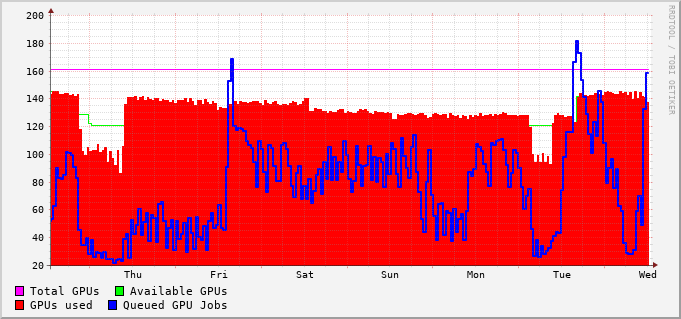 200
180
160
140
120
100
80
60
40
20
Thu Fri Sat Sun Mon Tue Wed
Total GPUs Available GPUs
GPUs used Queued GPU Jobs
RRDTOOL / TOBI OETIKER